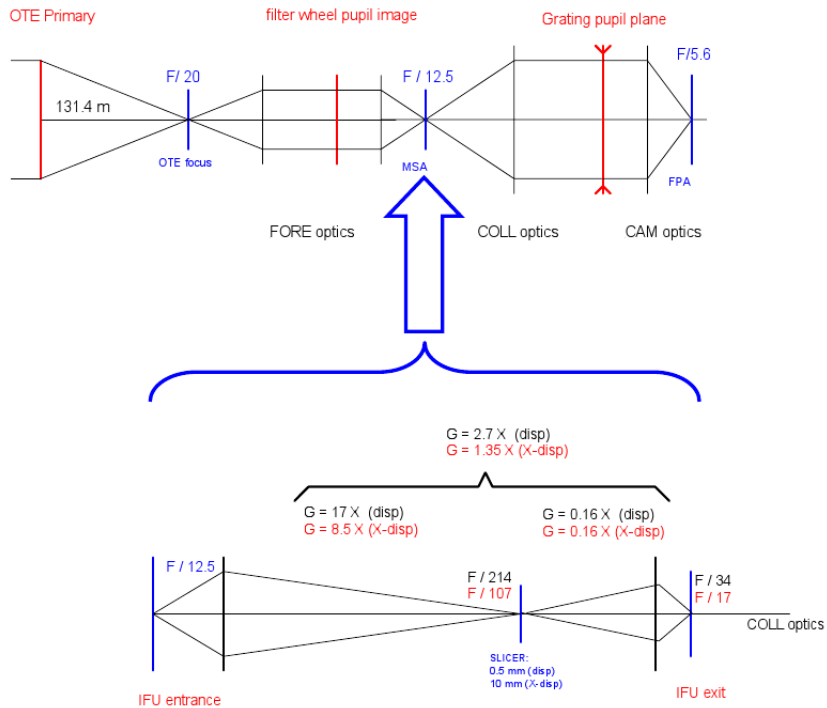 OTE Primary
filter wheel pupil image
Grating pupil plane
F/ 20
F / 12.5
F/5.6
131.4 m
OTE focus
MSA
FPA
FORE optics
COLL optics
CAM optics
G = 2.7 X (disp)
G = 1.35 X (X-disp)
G = 17 X (disp)
G = 8.5 X (X-disp)
G = 0.16 X (disp)
G = 0.16 X (X-disp)
F / 12.5
F / 214
F / 107
F / 34
F / 17
COLL optics
SLICER:
0.5 mm (disp)
10 mm (X-disp)
IFU entrance
IFU exit